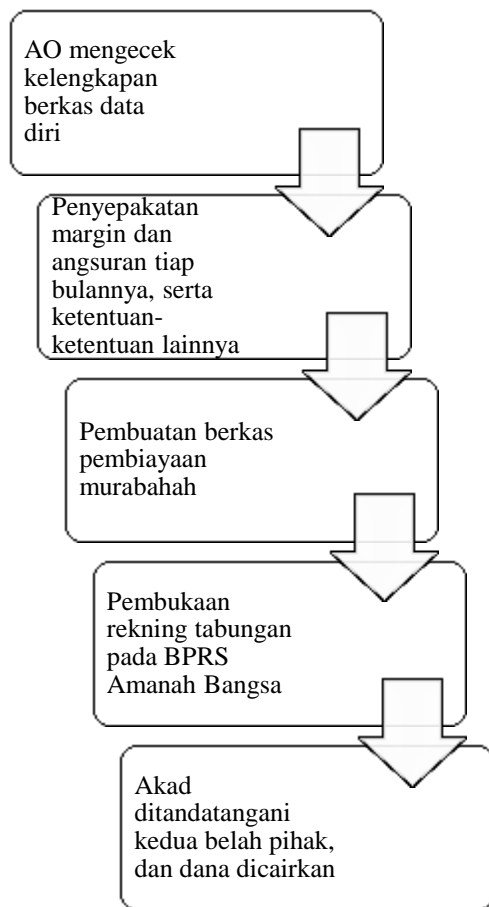 AO mengecek
kelengkapan
berkas data
diri
Penyepakatan
margin dan
angsuran tiap
bulannya, serta
ketentuan-
ketentuan lainnya
Pembuatan berkas
pembiayaan
murabahah
Pembukaan
rekning tabungan
pada BPRS
Amanah Bangsa
Akad
ditandatangani
kedua belah pihak,
dan dana dicairkan